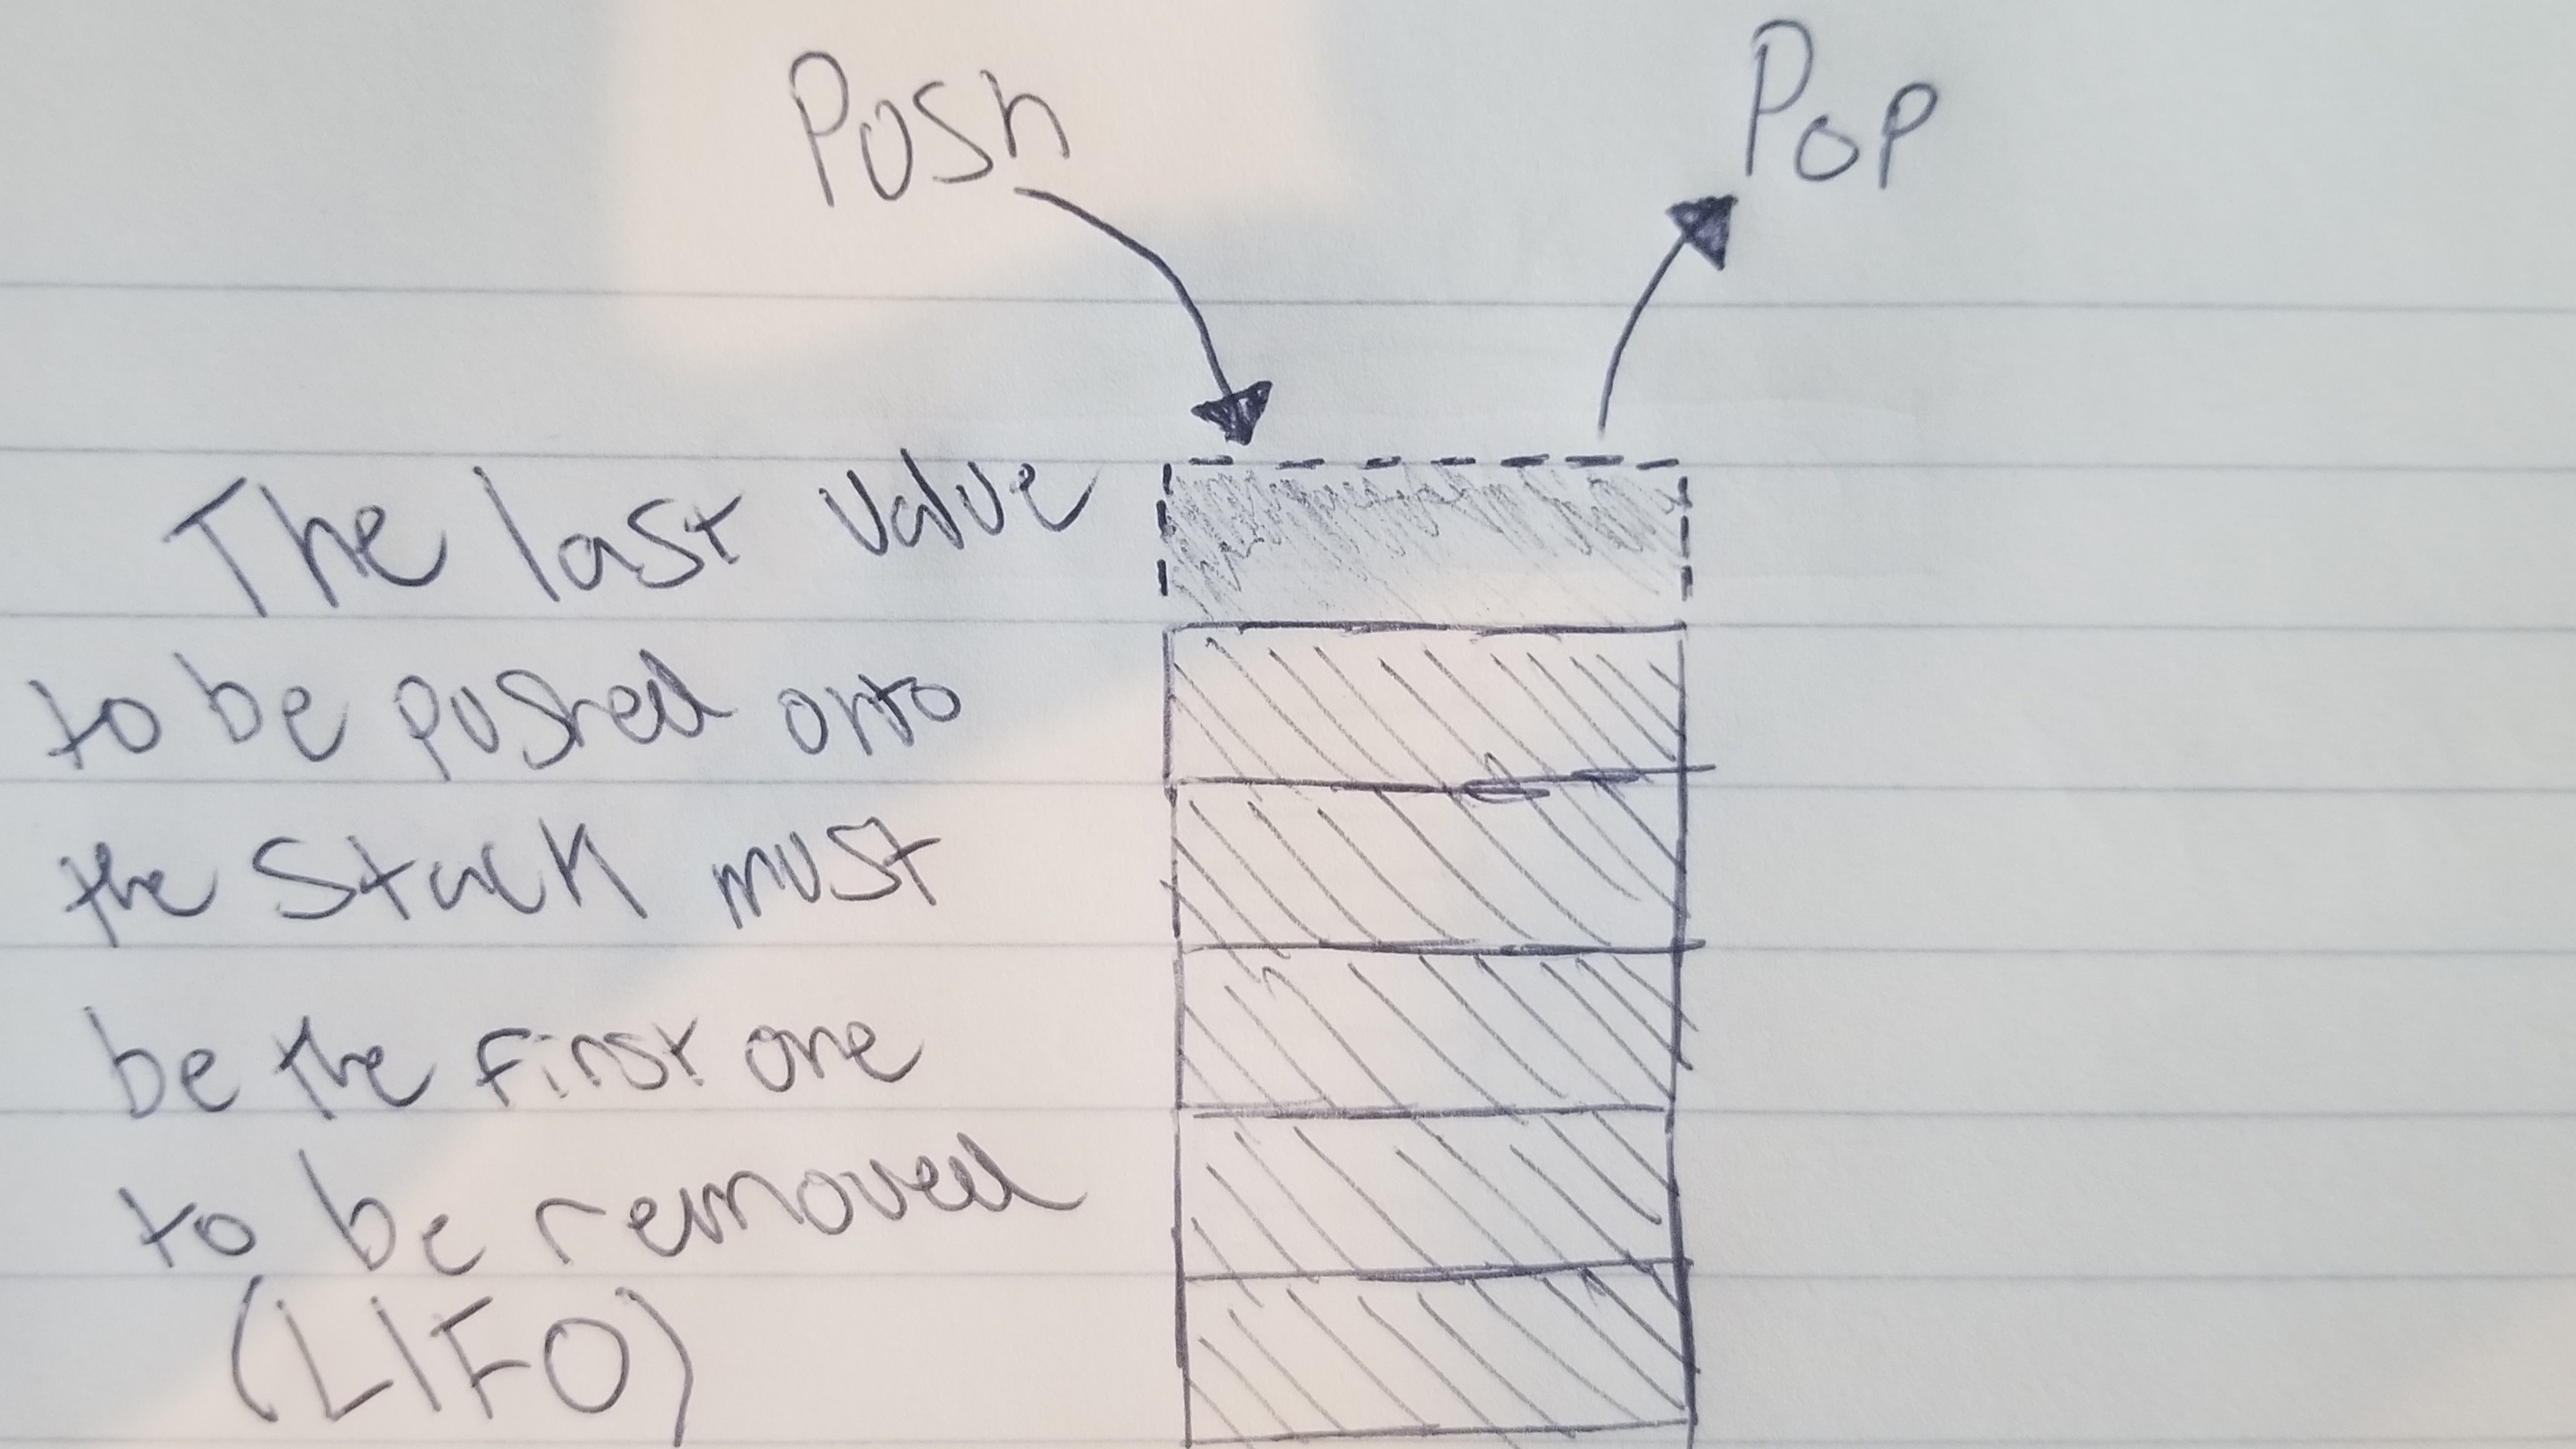 Push
Pop
The last value
to be pushed onto
the Stack must
be the first one
to be removed
(LIFO)